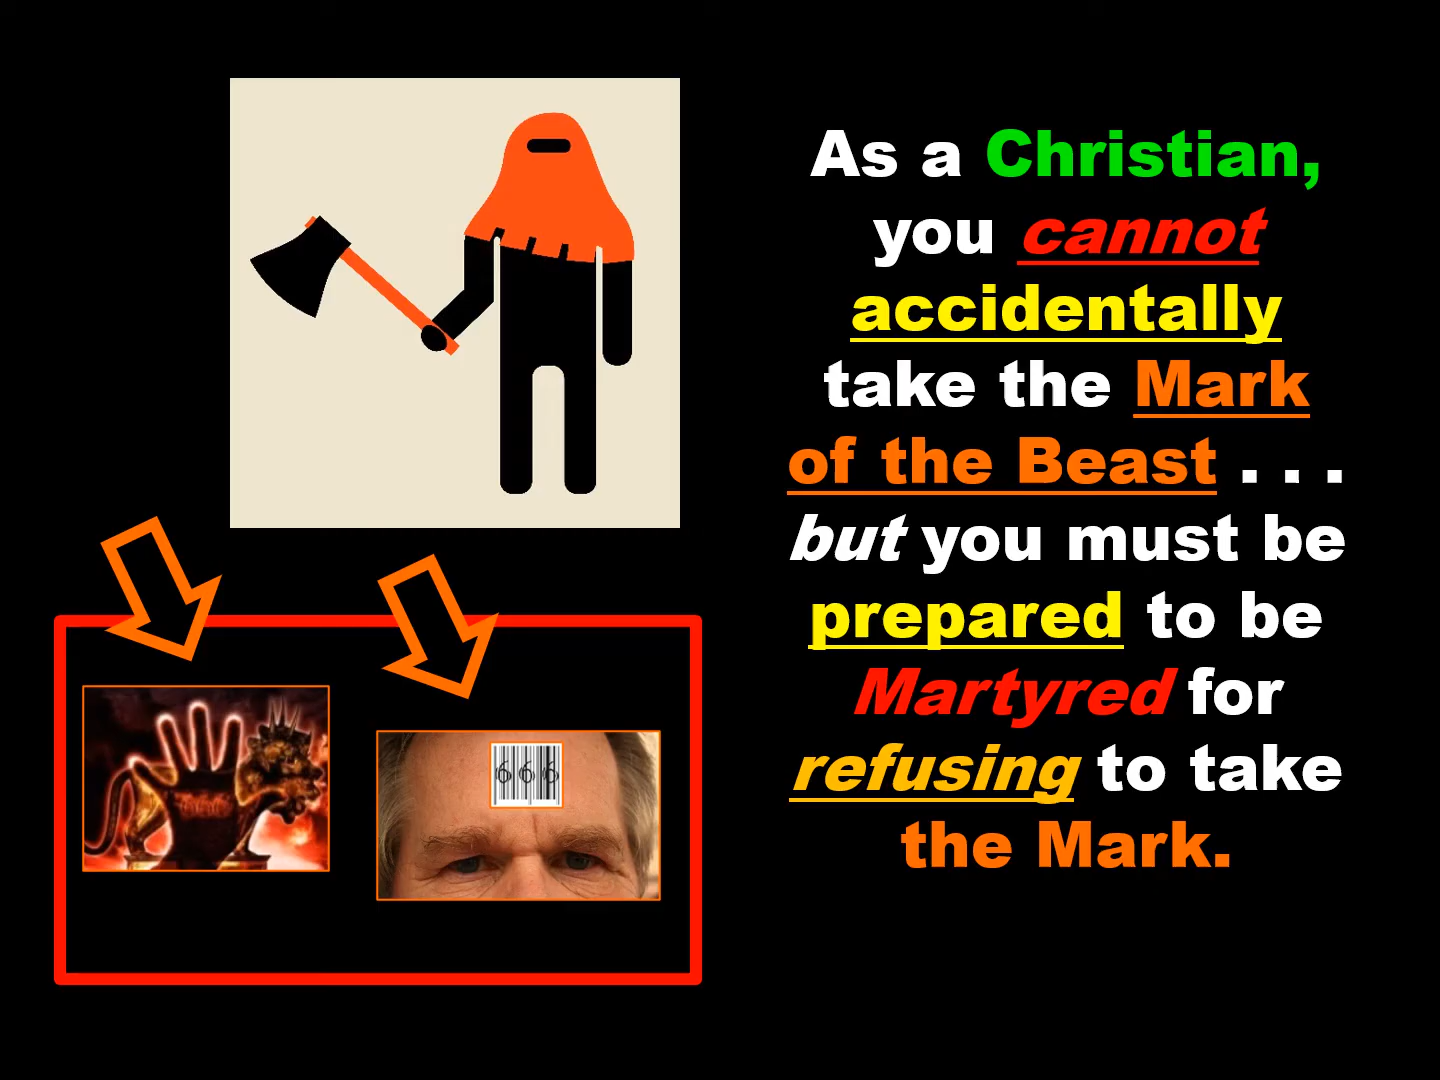 As a Christian,
you cannot
accidentally
take the Mark
of the Beast . . .
but you must be
prepared to be
Martyred for
refusing to take
the Mark.
666